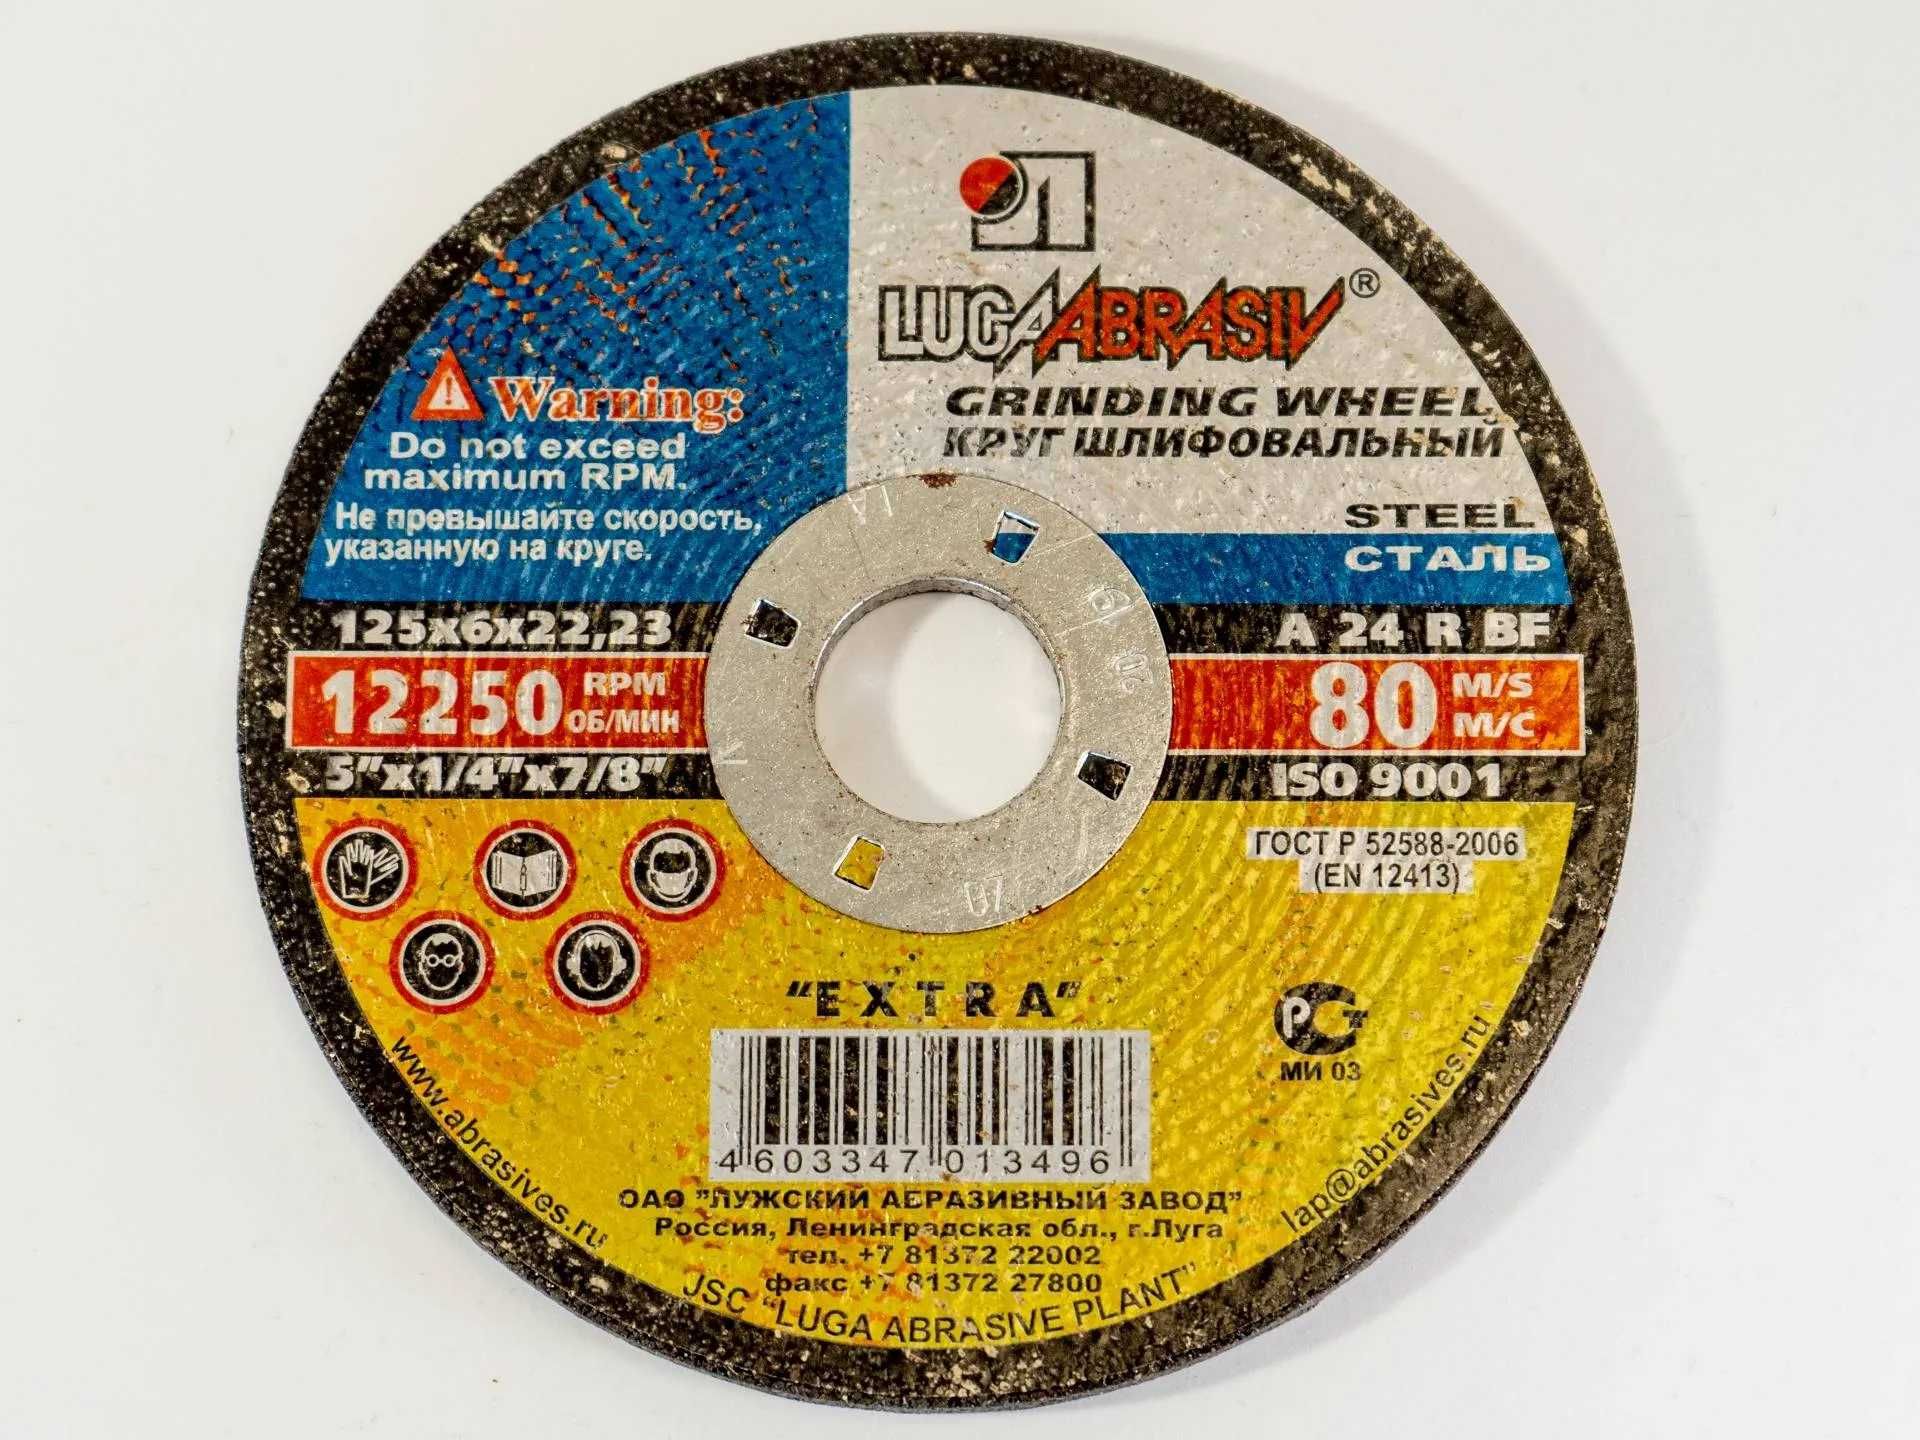 LUGAABRASIV®
GRINDING WHEEL
КРУГ ШЛИФОВАЛЬНЫЙ
STEEL
СТАЛЬ
Warning:
Do not exceed
maximum RPM.
Не превышайте скорость,
указанную на круге.
125x6x22,23
12250 RPM
ОБ/МИН
5"x1/4"x7/8"
A 24 R BF
80 M/S
М/С
ISO 9001
ГОСТ Р 52588-2006
(EN 12413)
"EXTRA"
МИ 03
4603347013496
ОАО "ЛУЖСКИЙ АБРАЗИВНЫЙ ЗАВОД"
Россия, Ленинградская обл., г.Луга
тел. +7 81372 22002
факс +7 81372 27800
JSC "LUGA ABRASIVE PLANT"
www.abrasives.ru
lap@abrasives.ru